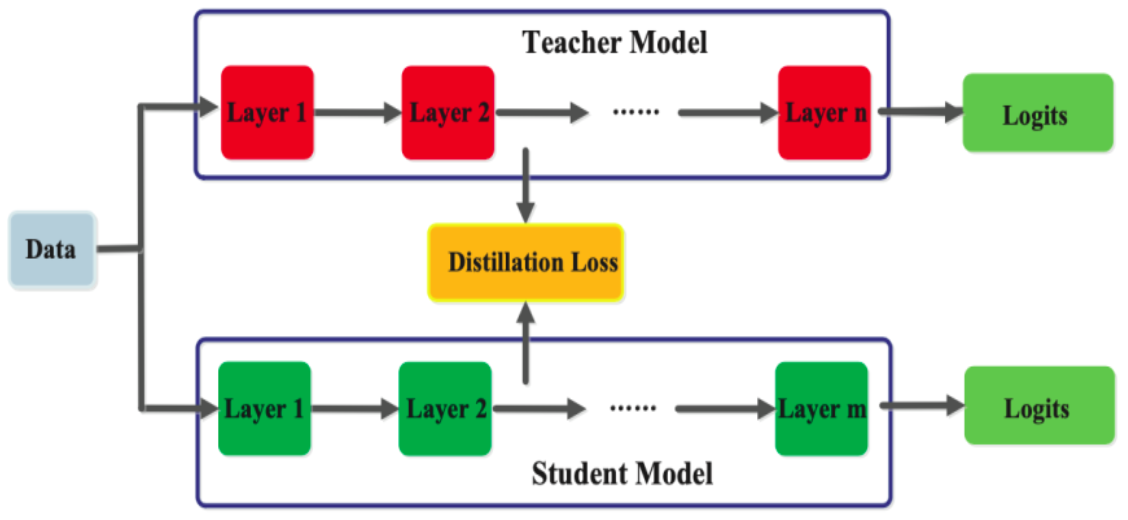 Teacher Model
Layer 1
Layer 2
......
Layer n
Logits
Data
Distillation Loss
Layer 1
Layer 2
......
Layer m
Logits
Student Model